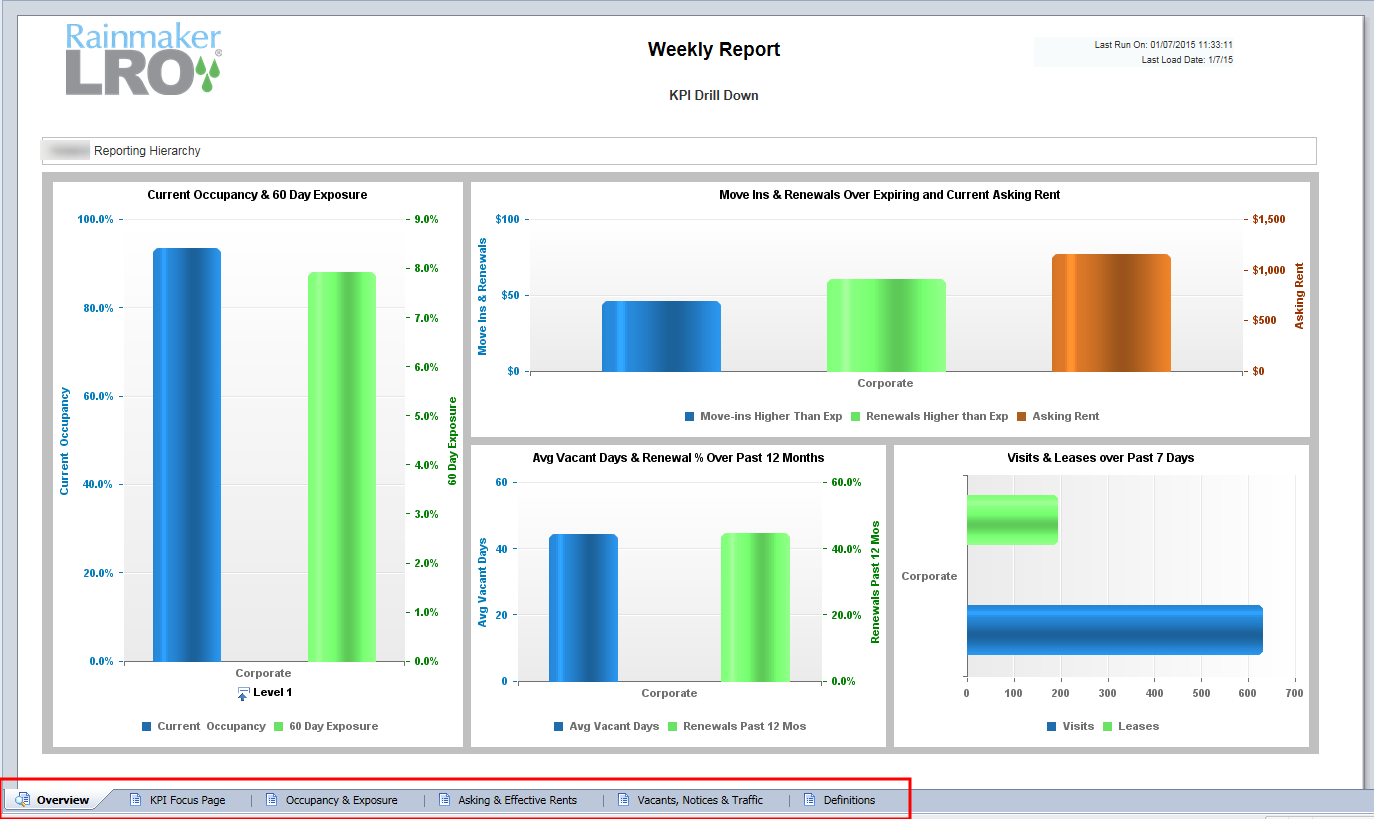 Rainmaker
LRO®
Weekly Report
KPI Drill Down
Last Run On: 01/07/2015 11:33:11
Last Load Date: 1/7/15
Reporting Hierarchy
Current Occupancy & 60 Day Exposure
100.0%
80.0%
60.0%
40.0%
20.0%
0.0%
Current Occupancy
9.0%
8.0%
7.0%
6.0%
5.0%
4.0%
3.0%
2.0%
1.0%
0.0%
60 Day Exposure
Corporate
Level 1
Current Occupancy 60 Day Exposure
Move Ins & Renewals Over Expiring and Current Asking Rent
$100
$50
$0
Move Ins & Renewals
$1,500
$1,000
$500
$0
Asking Rent
Corporate
Move-ins Higher Than Exp Renewals Higher than Exp Asking Rent
Avg Vacant Days & Renewal % Over Past 12 Months
60
40
20
0
Avg Vacant Days
60.0%
40.0%
20.0%
0.0%
Renewals Past 12 Mos
Corporate
Avg Vacant Days Renewals Past 12 Mos
Visits & Leases over Past 7 Days
Corporate
0 100 200 300 400 500 600 700
Visits Leases
Overview KPI Focus Page Occupancy & Exposure Asking & Effective Rents Vacants, Notices & Traffic Definitions